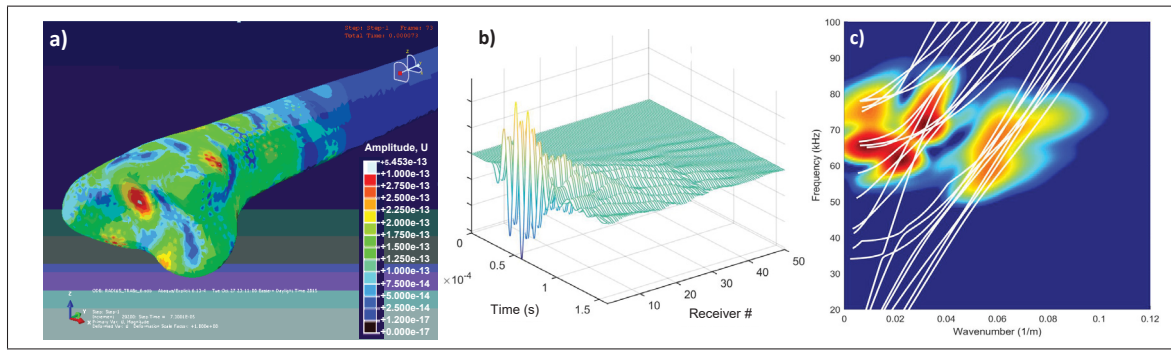 a)
Step: Step-1 Frame: 73
Amplitude, U
+5.453e-13
+1.000e-13
+2.750e-13
+2.500e-13
+2.250e-13
+2.000e-13
+1.500e-13
+1.250e-13
+1.000e-13
+7.500e-14
+5.000e-14
+2.500e-14
+1.200e-17
+0.000e-17
b)
0
0.5
1
1.5
× 10⁻⁴
Time (s)
10
20
30
40
50
Receiver #
c)
100
90
80
70
60
50
40
30
20
Frequency (kHz)
0
0.02
0.04
0.06
0.08
0.1
0.12
Wavenumber (1/m)